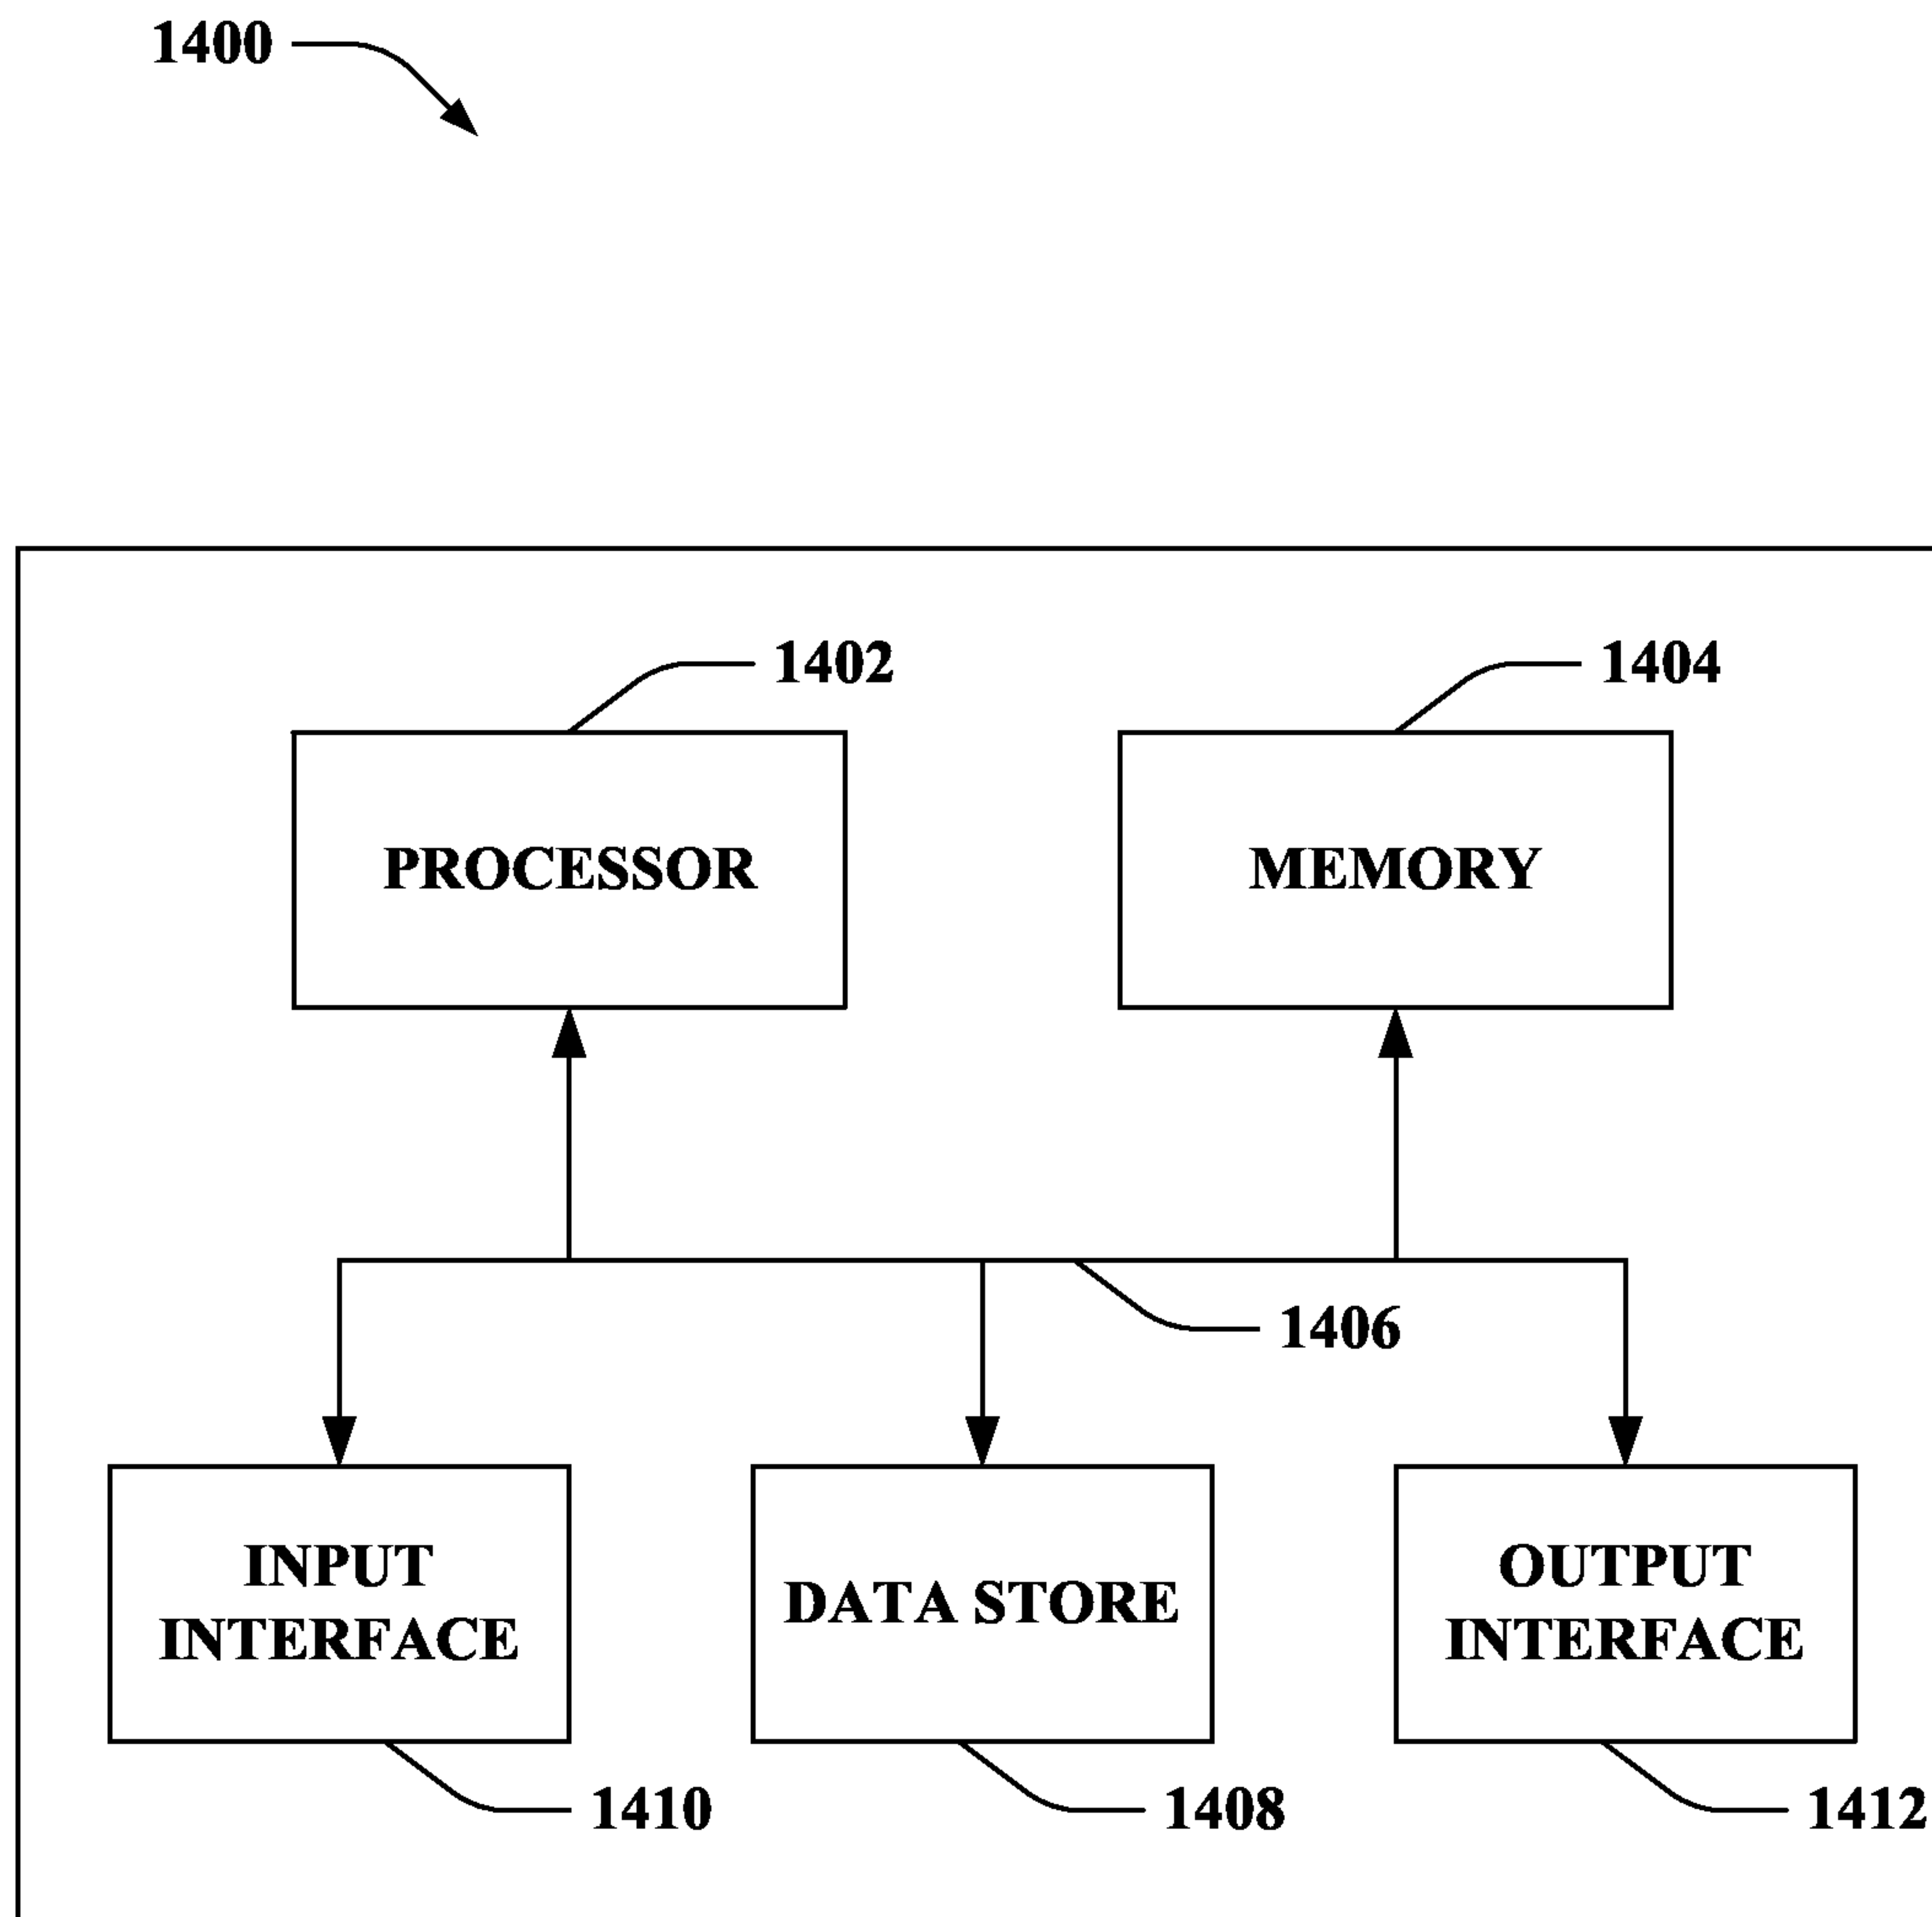 1400
1402
1404
PROCESSOR
MEMORY
1406
INPUT
INTERFACE
DATA STORE
OUTPUT
INTERFACE
1410
1408
1412